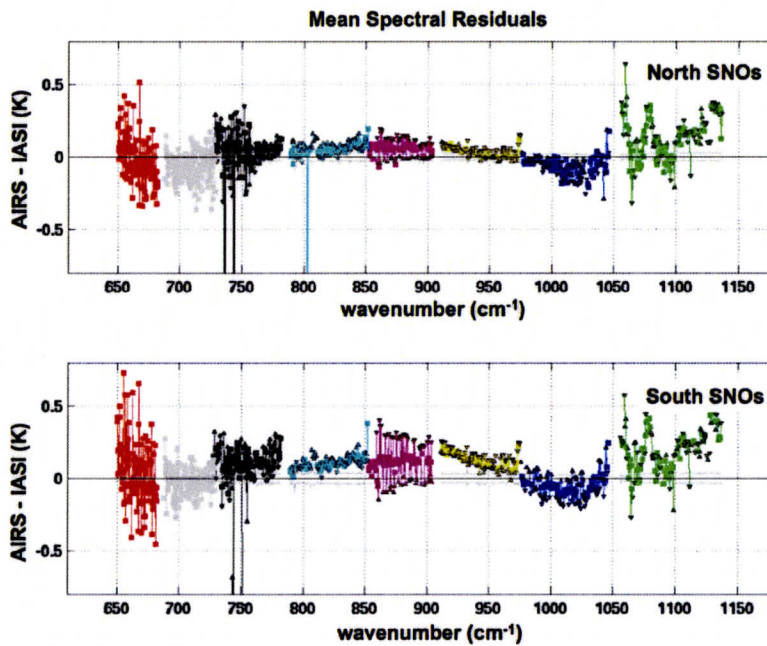 Mean Spectral Residuals
North SNOs
AIRS - IASI (K)
0.5
0
-0.5
650 700 750 800 850 900 950 1000 1050 1100 1150
wavenumber (cm-1)
South SNOs
AIRS - IASI (K)
0.5
0
-0.5
650 700 750 800 850 900 950 1000 1050 1100 1150
wavenumber (cm-1)